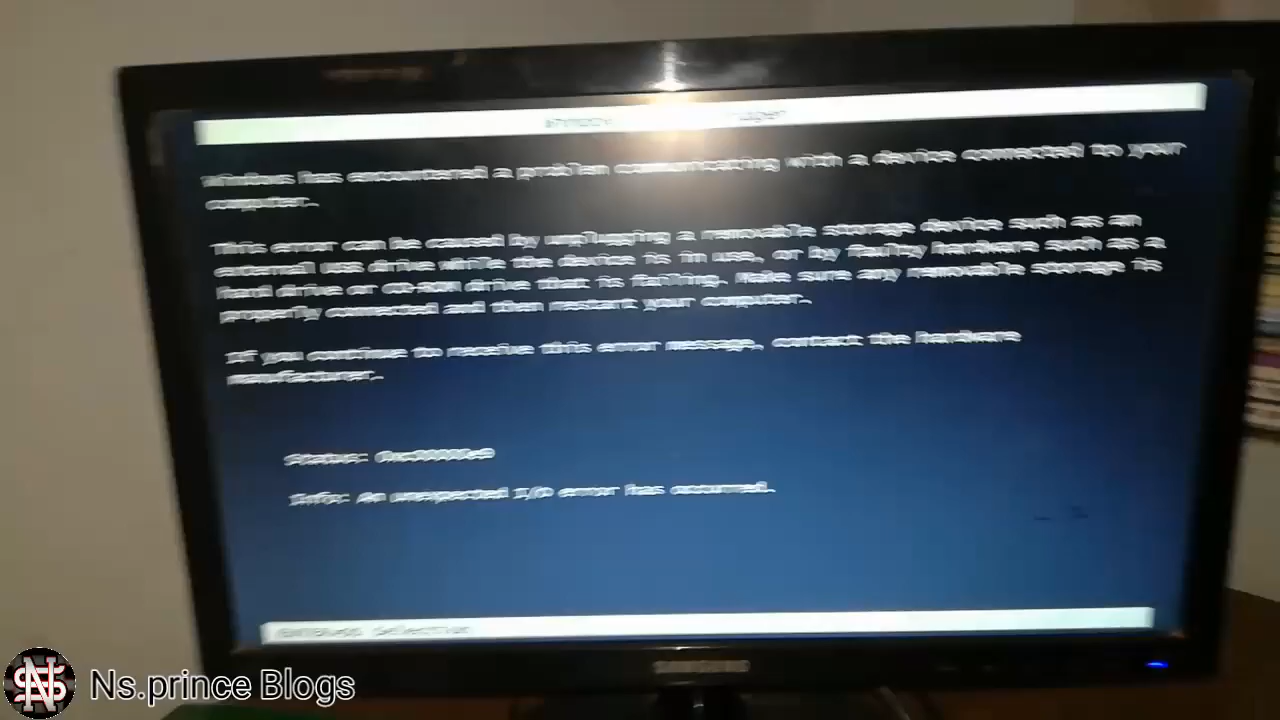 Windows has encountered a problem communicating with a device connected to your
computer.
This error can be caused by unplugging a removable storage device such as an
external USB drive while the device is in use, or by faulty hardware such as a
hard drive or CD-ROM drive that is failing. Make sure any removable storage is
properly connected and then restart your computer.
If you continue to receive this error message, contact the hardware
manufacturer.
Status: 0xc00000e9
Info: An unexpected I/O error has occurred.
SAMSUNG
NS
Ns.prince Blogs